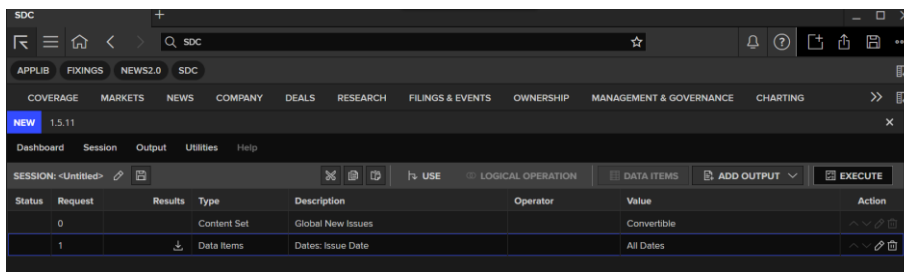 SDC +
SDC
APPLIB FIXINGS NEWS2.0 SDC
COVERAGE MARKETS NEWS COMPANY DEALS RESEARCH FILINGS & EVENTS OWNERSHIP MANAGEMENT & GOVERNANCE CHARTING
NEW 1.5.11
Dashboard Session Output Utilities Help
SESSION: <Untitled> USE LOGICAL OPERATION DATA ITEMS ADD OUTPUT EXECUTE
Status Request Results Type Description Operator Value Action
0 Content Set Global New Issues Convertible
1 Data Items Dates: Issue Date All Dates